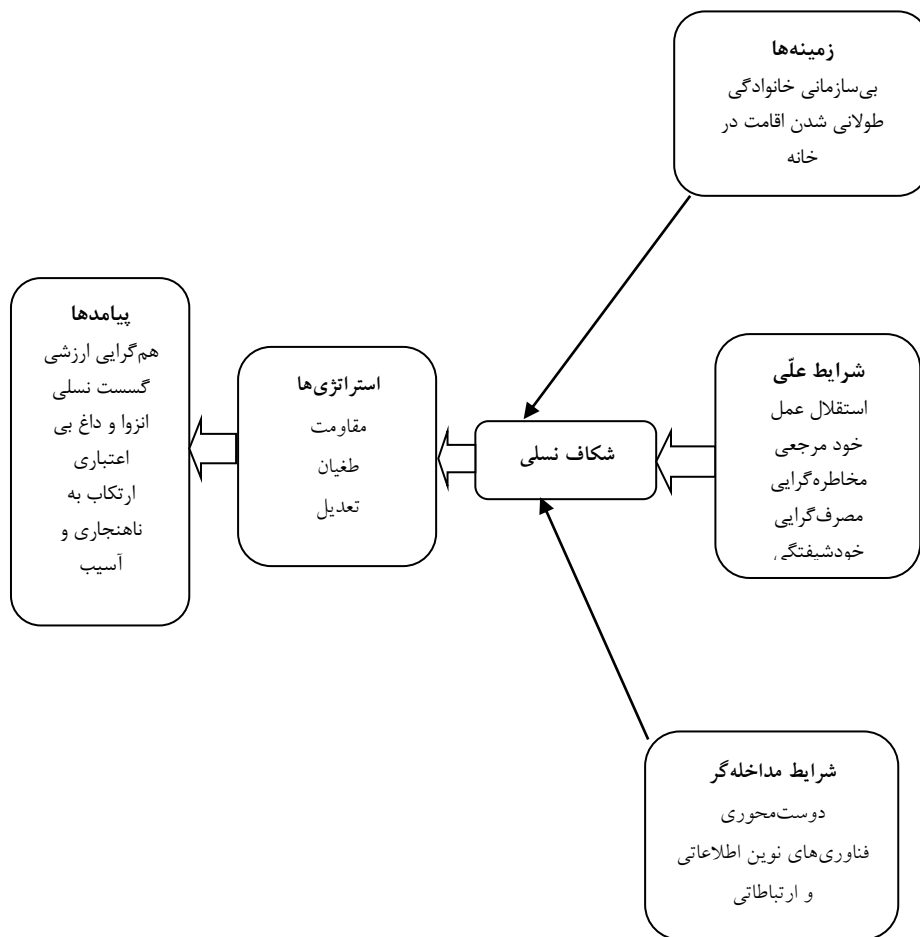 زمینه‌ها
بی‌سازمانی خانوادگی
طولانی شدن اقامت در
خانه
شرایط علّی
استقلال عمل
خود مرجعی
مخاطره‌گرایی
مصرف‌گرایی
خودشیفتگی
شکاف نسلی
استراتژی‌ها
مقاومت
طغیان
تعدیل
پیامدها
هم‌گرایی ارزشی
گسست نسلی
انزوا و داغ بی
اعتباری
ارتکاب به
ناهنجاری و
آسیب
شرایط مداخله‌گر
دوست‌محوری
فناوری‌های نوین اطلاعاتی
و ارتباطاتی